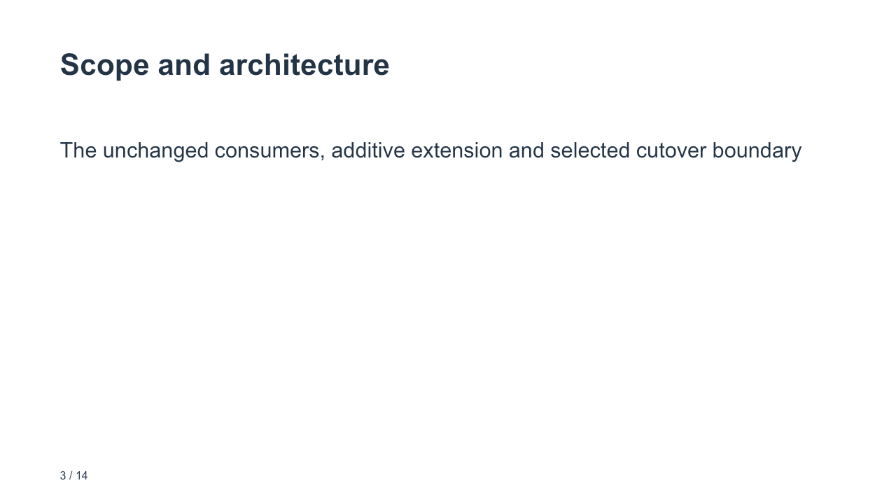 Scope and architecture
The unchanged consumers, additive extension and selected cutover boundary
3 / 14